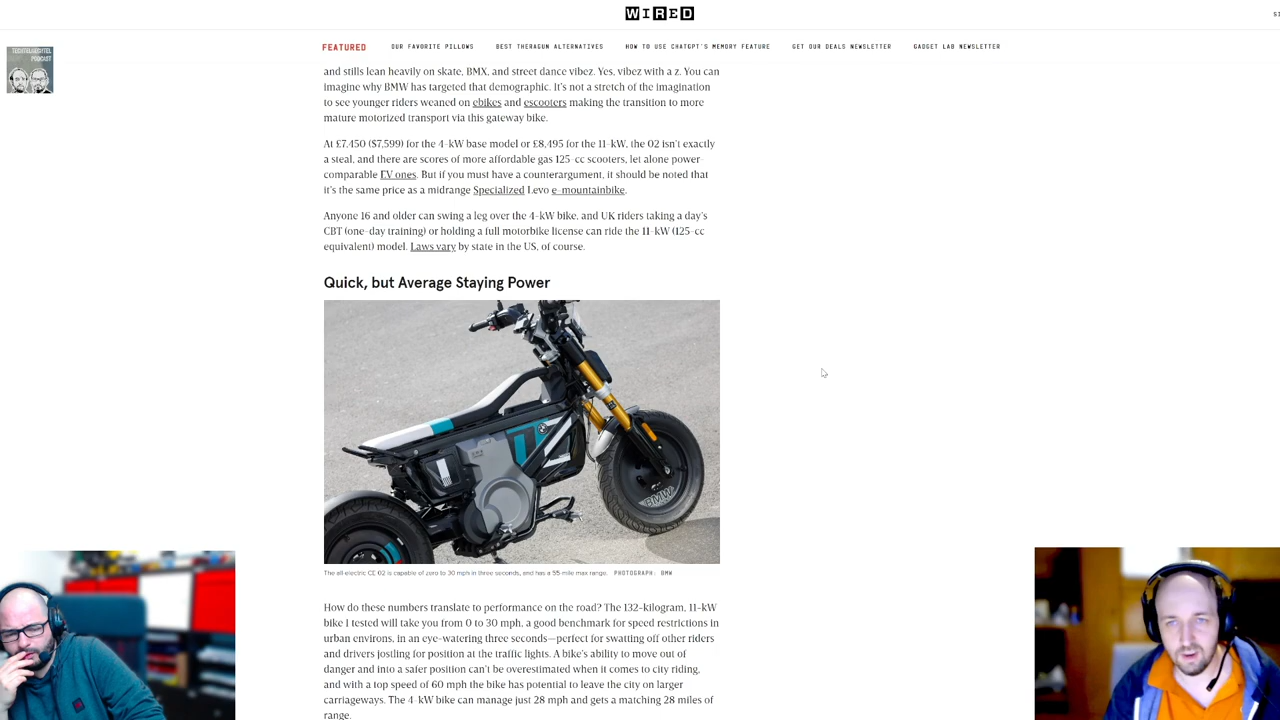 WIRED
SI
TECHTELMECHTEL
PODCAST
FEATURED
OUR FAVORITE PILLOWS
BEST THERAGUN ALTERNATIVES
HOW TO USE CHATGPT'S MEMORY FEATURE
GET OUR DEALS NEWSLETTER
GADGET LAB NEWSLETTER
and stills lean heavily on skate, BMX, and street dance vibez. Yes, vibez with a z. You can
imagine why BMW has targeted that demographic. It's not a stretch of the imagination
to see younger riders weaned on ebikes and escooters making the transition to more
mature motorized transport via this gateway bike.
At £7,450 ($7,599) for the 4-kW base model or £8,495 for the 11-kW, the 02 isn't exactly
a steal, and there are scores of more affordable gas 125-cc scooters, let alone power-
comparable EV ones. But if you must have a counterargument, it should be noted that
it's the same price as a midrange Specialized Levo e-mountainbike.
Anyone 16 and older can swing a leg over the 4-kW bike, and UK riders taking a day's
CBT (one-day training) or holding a full motorbike license can ride the 11-kW (125-cc
equivalent) model. Laws vary by state in the US, of course.
Quick, but Average Staying Power
BMW
The all-electric CE 02 is capable of zero to 30 mph in three seconds, and has a 55-mile max range. PHOTOGRAPH: BMW
How do these numbers translate to performance on the road? The 132-kilogram, 11-kW
bike I tested will take you from 0 to 30 mph, a good benchmark for speed restrictions in
urban environs, in an eye-watering three seconds—perfect for swatting off other riders
and drivers jostling for position at the traffic lights. A bike's ability to move out of
danger and into a safer position can't be overestimated when it comes to city riding,
and with a top speed of 60 mph the bike has potential to leave the city on larger
carriageways. The 4-kW bike can manage just 28 mph and gets a matching 28 miles of
range.